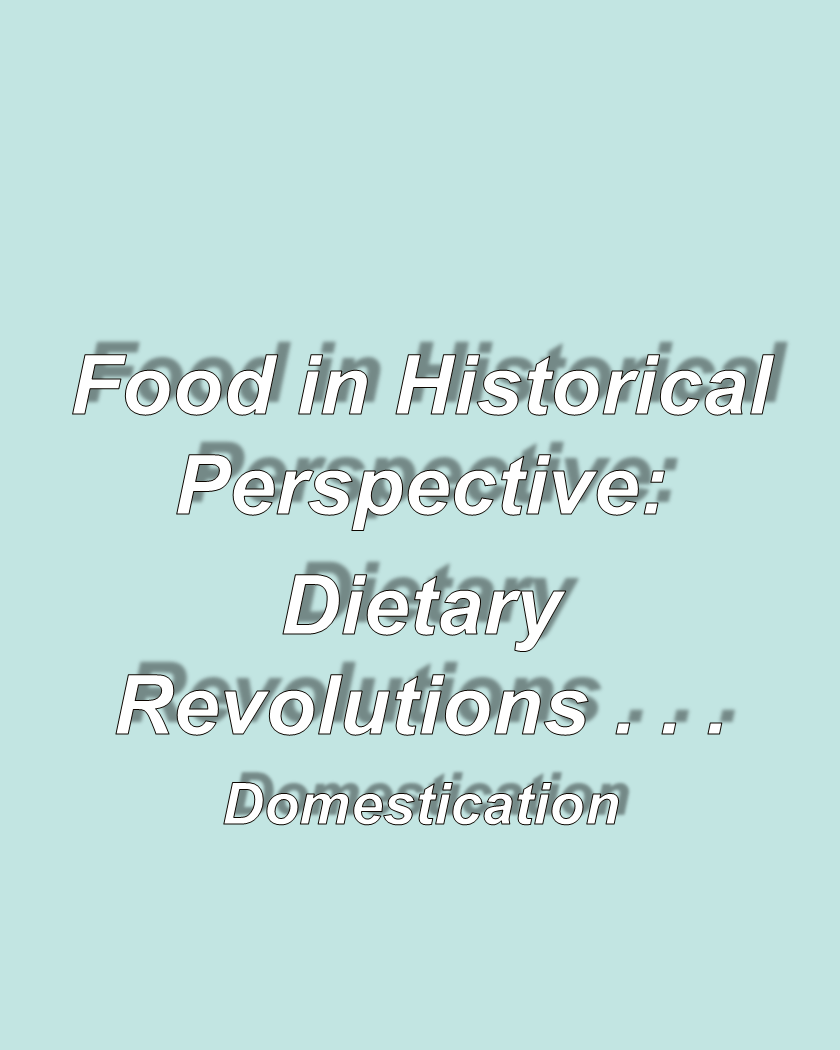 Food in Historical
Perspective:
Dietary
Revolutions . . .
Domestication